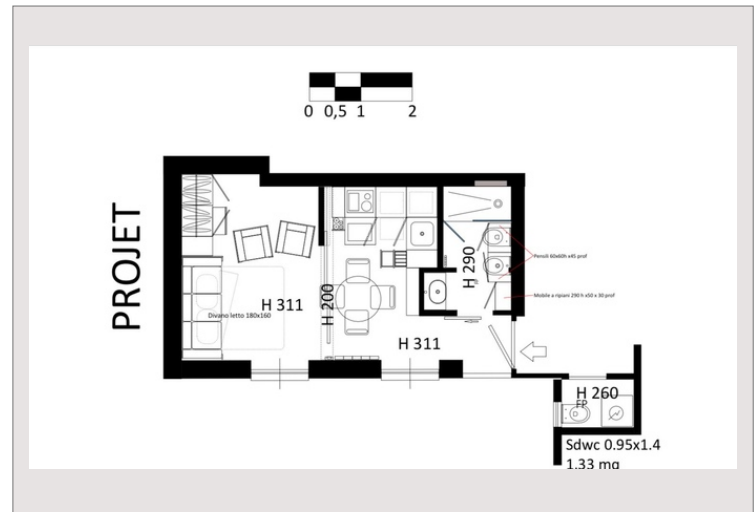 0 0,5 1 2
PROJET
H 290
Pensili 60x60h x45 prof
H 311
H 200
Divano letto 180x160
Mobile a ripiani 290 h x50 x 30 prof
H 311
H 260
FP
Sdwc 0.95x1.4
1.33 mq